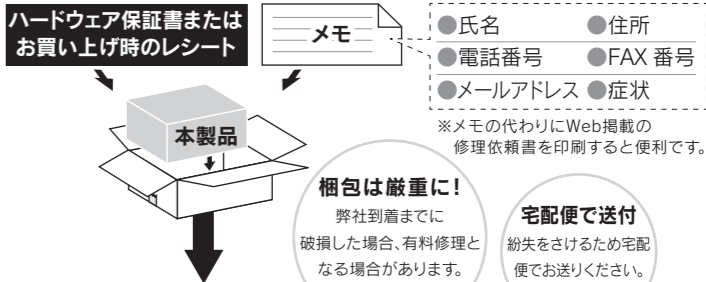 ハードウェア保証書または
お買い上げ時のレシート
メモ
●氏名 ●住所
●電話番号 ●FAX 番号
●メールアドレス ●症状
※メモの代わりにWeb掲載の
修理依頼書を印刷すると便利です。
本製品
梱包は厳重に!
弊社到着までに
破損した場合、有料修理と
なる場合があります。
宅配便で送付
紛失をさけるため宅配
便でお送りください。